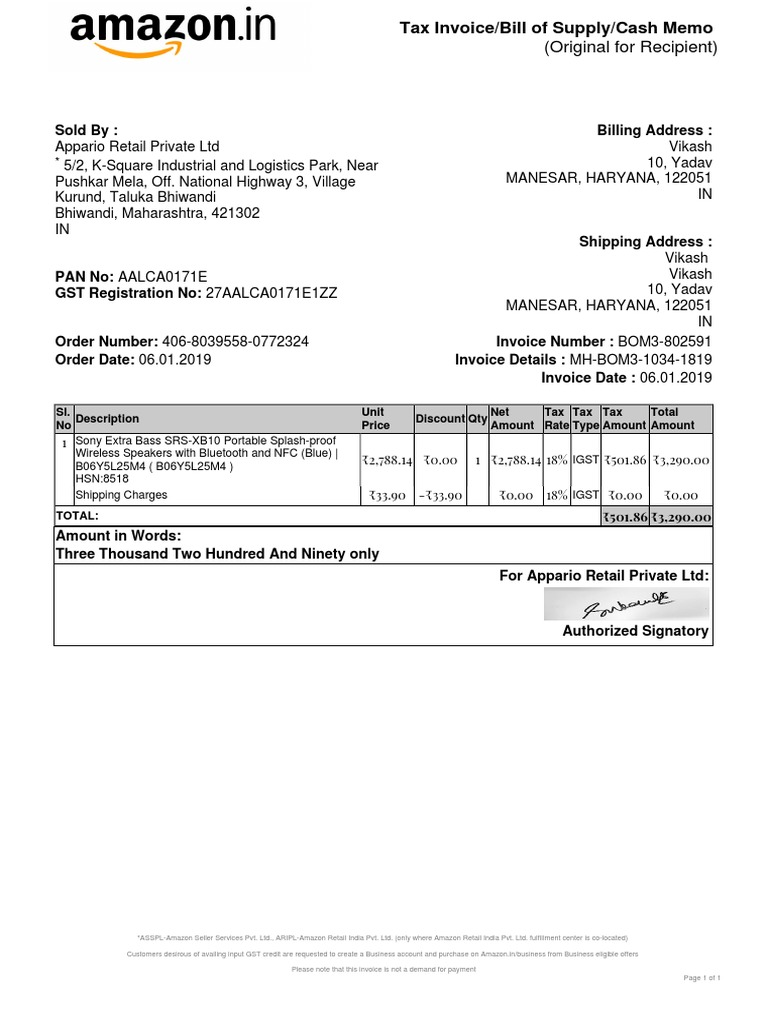 amazon.in
Tax Invoice/Bill of Supply/Cash Memo
(Original for Recipient)
Sold By :
Appario Retail Private Ltd
* 5/2, K-Square Industrial and Logistics Park, Near
Pushkar Mela, Off. National Highway 3, Village
Kurund, Taluka Bhiwandi
Bhiwandi, Maharashtra, 421302
IN
Billing Address :
Vikash
10, Yadav
MANESAR, HARYANA, 122051
IN
PAN No: AALCA0171E
GST Registration No: 27AALCA0171E1ZZ
Shipping Address :
Vikash
Vikash
10, Yadav
MANESAR, HARYANA, 122051
IN
Order Number: 406-8039558-0772324
Order Date: 06.01.2019
Invoice Number : BOM3-802591
Invoice Details : MH-BOM3-1034-1819
Invoice Date : 06.01.2019
Sl. No Description Unit Price Discount Qty Net Amount Tax Rate Tax Type Tax Amount Total Amount
1 Sony Extra Bass SRS-XB10 Portable Splash-proof
Wireless Speakers with Bluetooth and NFC (Blue) |
B06Y5L25M4 ( B06Y5L25M4 )
HSN:8518
₹2,788.14 ₹0.00 1 ₹2,788.14 18% IGST ₹501.86 ₹3,290.00
Shipping Charges ₹33.90 -₹33.90 ₹0.00 18% IGST ₹0.00 ₹0.00
TOTAL: ₹501.86 ₹3,290.00
Amount in Words:
Three Thousand Two Hundred And Ninety only
For Appario Retail Private Ltd:
Authorized Signatory
*ASSPL-Amazon Seller Services Pvt. Ltd., ARIPL-Amazon Retail India Pvt. Ltd. (only where Amazon Retail India Pvt. Ltd. fulfillment center is co-located)
Customers desirous of availing input GST credit are requested to create a Business account and purchase on Amazon.in/business from Business eligible offers
Please note that this invoice is not a demand for payment
Page 1 of 1